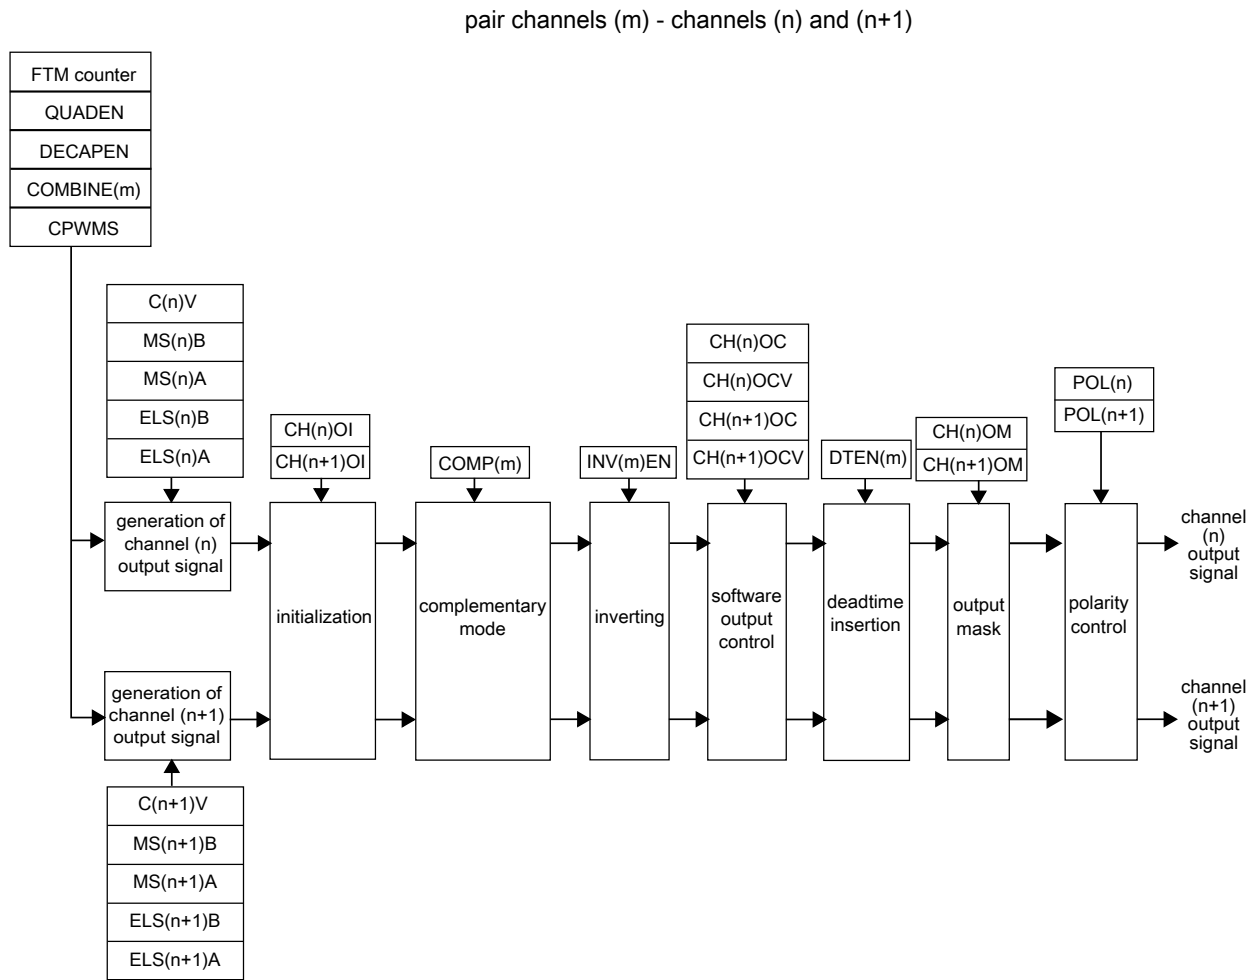 pair channels (m) - channels (n) and (n+1)
FTM counter
QUADEN
DECAPEN
COMBINE(m)
CPWMS
C(n)V
MS(n)B
MS(n)A
ELS(n)B
ELS(n)A
CH(n)OI
CH(n+1)OI
COMP(m)
INV(m)EN
CH(n)OC
CH(n)OCV
CH(n+1)OC
CH(n+1)OCV
DTEN(m)
CH(n)OM
CH(n+1)OM
POL(n)
POL(n+1)
generation of
channel (n)
output signal
initialization
complementary
mode
inverting
software
output
control
deadtime
insertion
output
mask
polarity
control
channel
(n)
output
signal
generation of
channel (n+1)
output signal
channel
(n+1)
output
signal
C(n+1)V
MS(n+1)B
MS(n+1)A
ELS(n+1)B
ELS(n+1)A